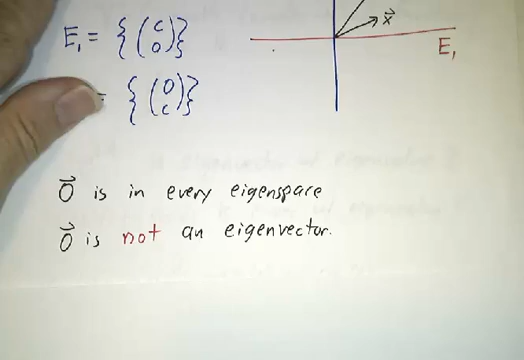 E₁ = { ( c 0 ) }
= { ( 0 c ) }
x⃗
E₁
0⃗ is in every eigenspace
0⃗ is not an eigenvector.